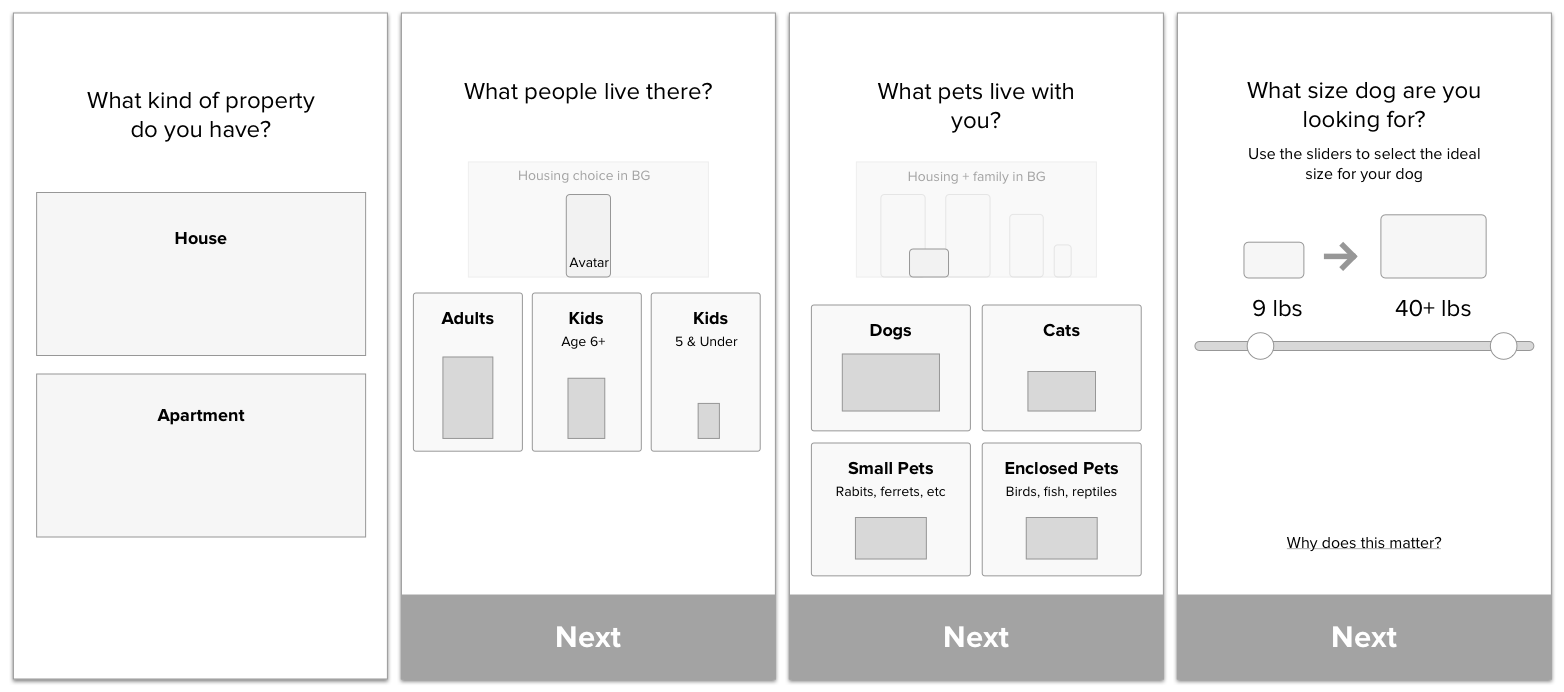 What kind of property
do you have?
House
Apartment
What people live there?
Housing choice in BG
Avatar
Adults
Kids
Age 6+
Kids
5 & Under
Next
What pets live with
you?
Housing + family in BG
Dogs
Cats
Small Pets
Rabits, ferrets, etc
Enclosed Pets
Birds, fish, reptiles
Next
What size dog are you
looking for?
Use the sliders to select the ideal
size for your dog
9 lbs
40+ lbs
Why does this matter?
Next